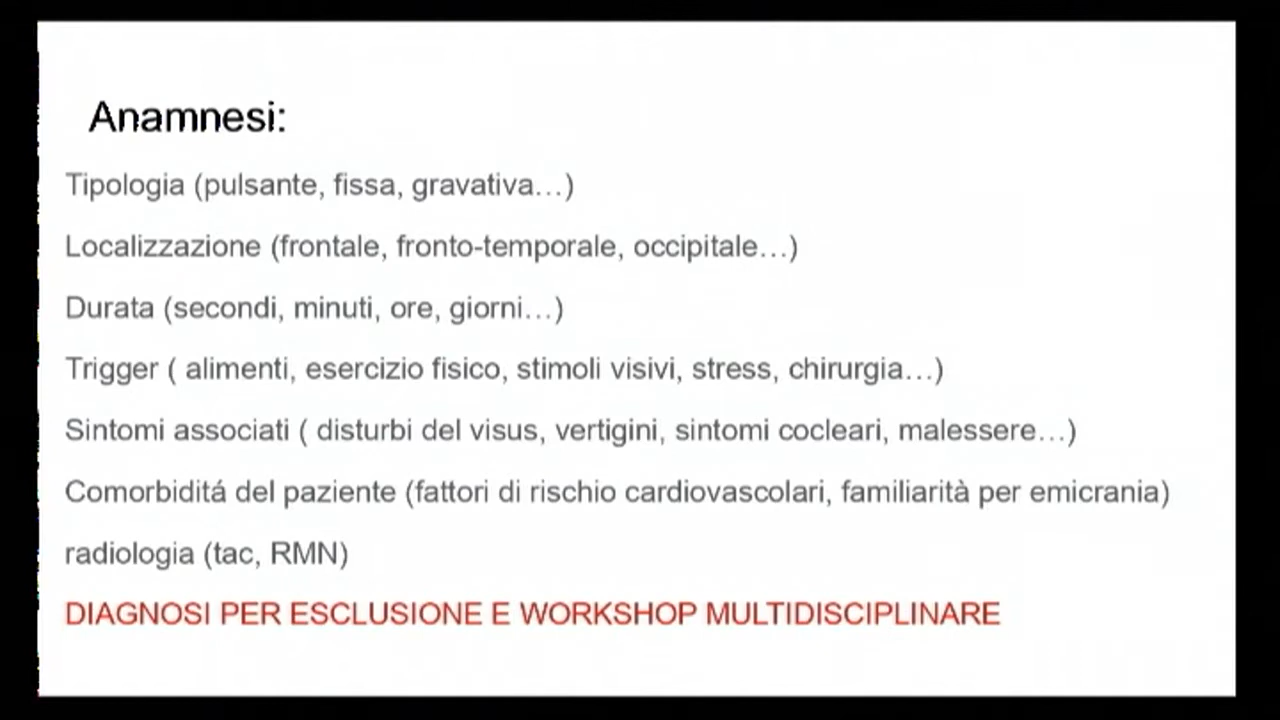 Anamnesi:
Tipologia (pulsante, fissa, gravativa…)
Localizzazione (frontale, fronto-temporale, occipitale…)
Durata (secondi, minuti, ore, giorni…)
Trigger ( alimenti, esercizio fisico, stimoli visivi, stress, chirurgia…)
Sintomi associati ( disturbi del visus, vertigini, sintomi cocleari, malessere…)
Comorbiditá del paziente (fattori di rischio cardiovascolari, familiarità per emicrania)
radiologia (tac, RMN)
DIAGNOSI PER ESCLUSIONE E WORKSHOP MULTIDISCIPLINARE